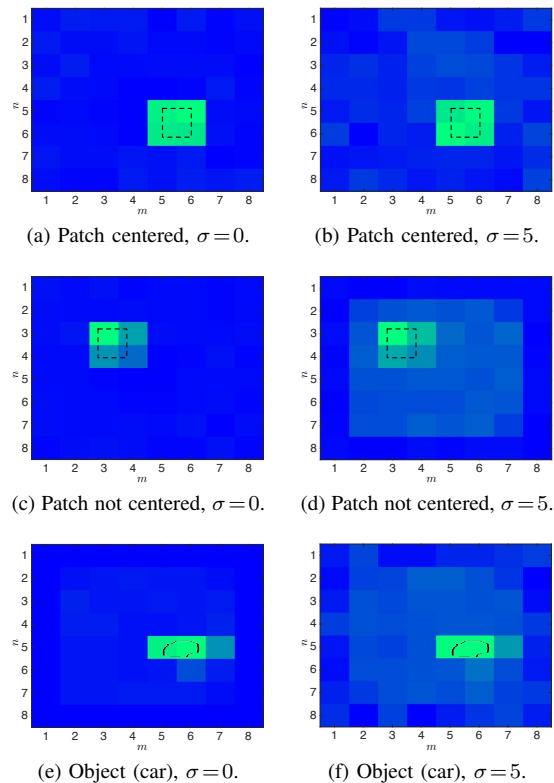 1
2
3
4
5
6
7
8
n
1 2 3 4 5 6 7 8
m
(a) Patch centered, σ=0.
1
2
3
4
5
6
7
8
n
1 2 3 4 5 6 7 8
m
(b) Patch centered, σ=5.
1
2
3
4
5
6
7
8
n
1 2 3 4 5 6 7 8
m
(c) Patch not centered, σ=0.
1
2
3
4
5
6
7
8
n
1 2 3 4 5 6 7 8
m
(d) Patch not centered, σ=5.
1
2
3
4
5
6
7
8
n
1 2 3 4 5 6 7 8
m
(e) Object (car), σ=0.
1
2
3
4
5
6
7
8
n
1 2 3 4 5 6 7 8
m
(f) Object (car), σ=5.